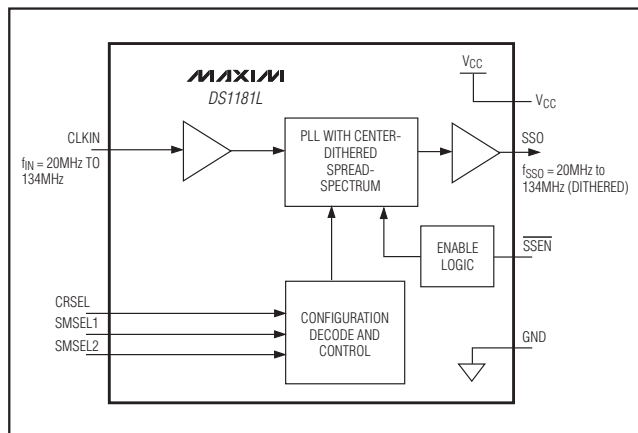 MAXIM
DS1181L
VCC
VCC
CLKIN
fIN = 20MHz TO
134MHz
PLL WITH CENTER-
DITHERED
SPREAD-
SPECTRUM
SSO
fSSO = 20MHz to
134MHz (DITHERED)
ENABLE
LOGIC
SSEN
CRSEL
SMSEL1
SMSEL2
CONFIGURATION
DECODE AND
CONTROL
GND